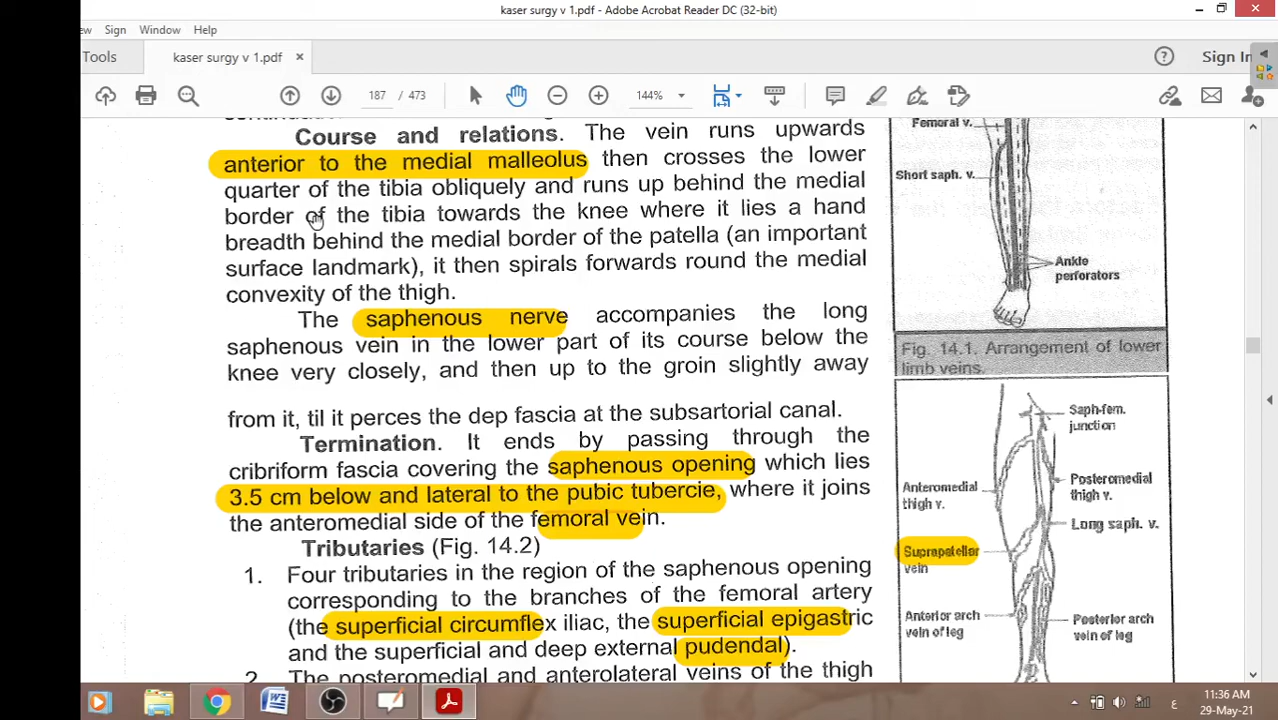 kaser surgy v 1.pdf - Adobe Acrobat Reader DC (32-bit)
ew Sign Window Help
Tools kaser surgy v 1.pdf × Sign In
187 / 473 144%
Course and relations. The vein runs upwards
anterior to the medial malleolus then crosses the lower
quarter of the tibia obliquely and runs up behind the medial
border of the tibia towards the knee where it lies a hand
breadth behind the medial border of the patella (an important
surface landmark), it then spirals forwards round the medial
convexity of the thigh.
The saphenous nerve accompanies the long
saphenous vein in the lower part of its course below the
knee very closely, and then up to the groin slightly away
from it, til it perces the dep fascia at the subsartorial canal.
Termination. It ends by passing through the
cribriform fascia covering the saphenous opening which lies
3.5 cm below and lateral to the pubic tubercie, where it joins
the anteromedial side of the femoral vein.
Tributaries (Fig. 14.2)
1. Four tributaries in the region of the saphenous opening
corresponding to the branches of the femoral artery
(the superficial circumflex iliac, the superficial epigastric
and the superficial and deep external pudendal).
2. The posteromedial and anterolateral veins of the thigh
Femoral v.
Short saph. v.
Ankle
perforators
Fig. 14.1. Arrangement of lower
limb veins.
Saph-fem.
junction
Anteromedial
thigh v.
Posteromedial
thigh v.
Long saph. v.
Suprapatellar
vein
Anterior arch
vein of leg
Posterior arch
vein of leg
ع
11:36 AM
29-May-21